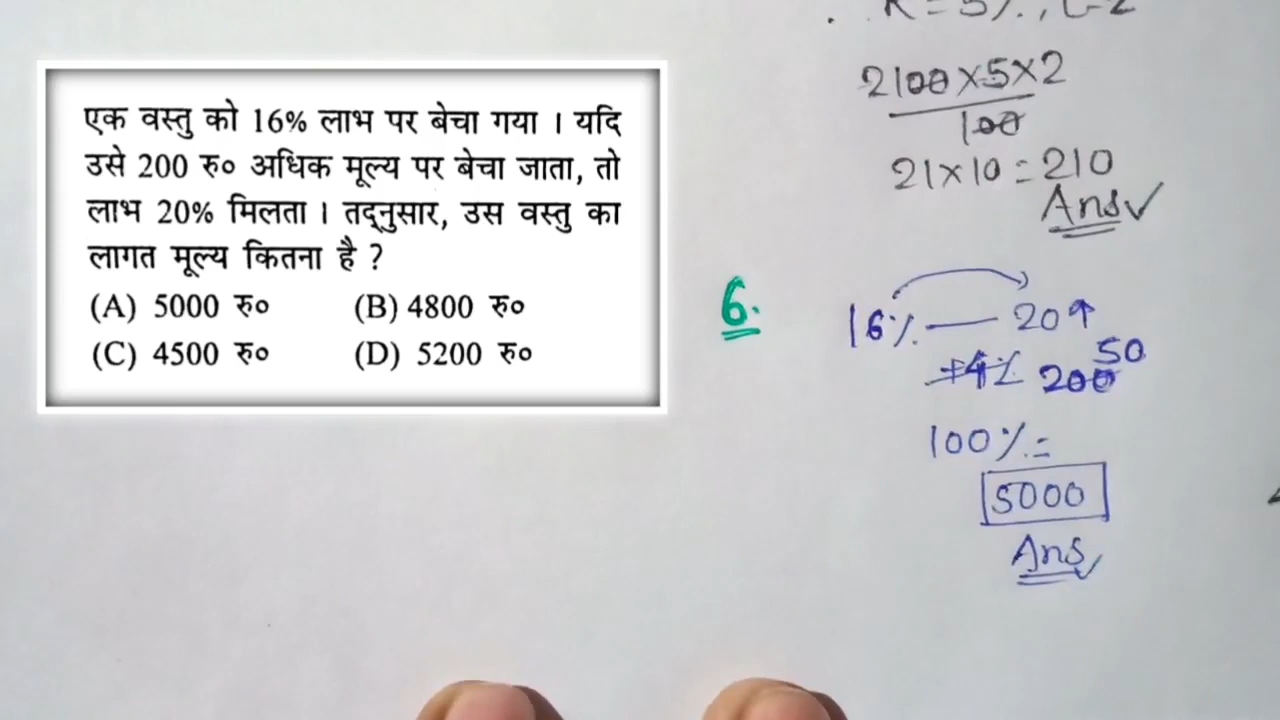 एक वस्तु को 16% लाभ पर बेचा गया । यदि
उसे 200 रु० अधिक मूल्य पर बेचा जाता, तो
लाभ 20% मिलता । तद्नुसार, उस वस्तु का
लागत मूल्य कितना है ?
(A) 5000 रु० (B) 4800 रु०
(C) 4500 रु० (D) 5200 रु०
2100×5×2
100
21×10=210
Ans
6.
16% — 20%
+4% 200 50
100%=
5000
Ans